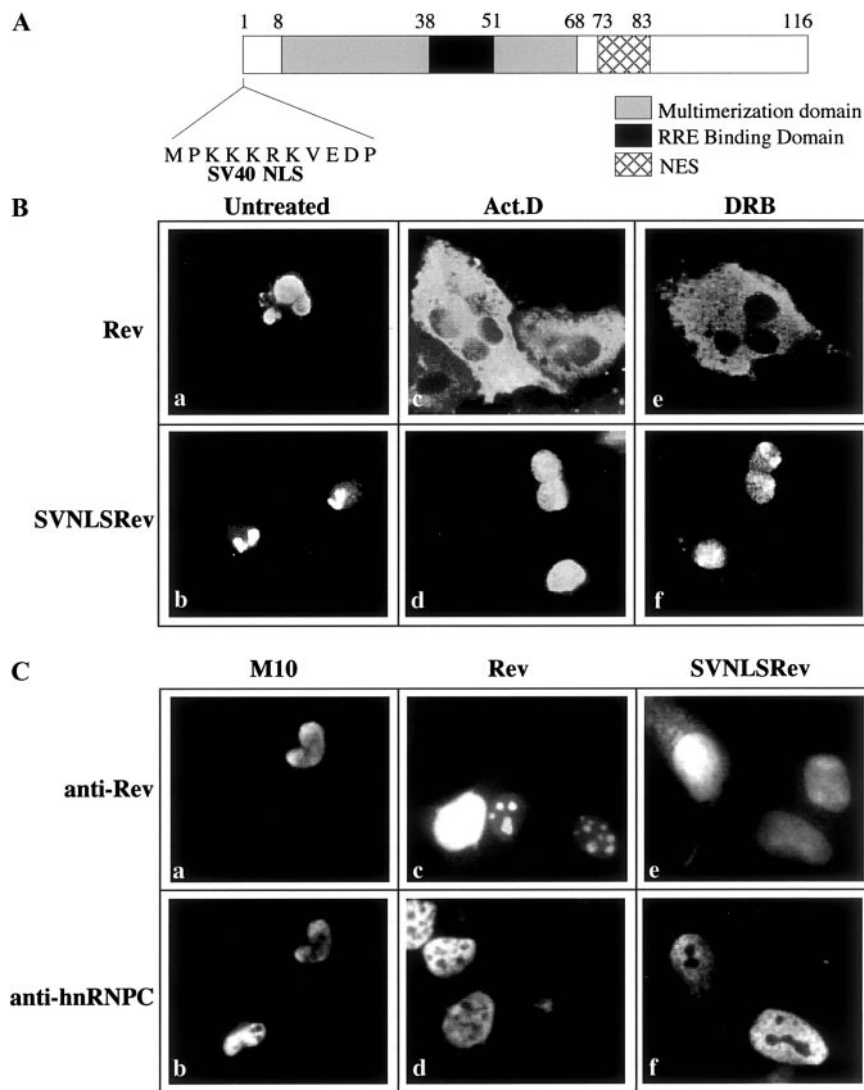 A
1 8 38 51 68 73 83 116
Multimerization domain
RRE Binding Domain
NES
M P K K K R K V E D P
SV40 NLS
B
Untreated Act.D DRB
Rev
a c e
SVNLSRev
b d f
C
M10 Rev SVNLSRev
anti-Rev
a c e
anti-hnRNPC
b d f